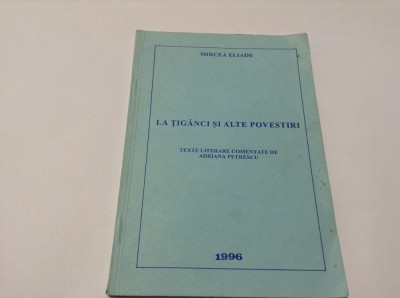 MIRCEA ELIADE
LA ȚIGĂNCI ȘI ALTE POVESTIRI
TEXTE LITERARE COMENTATE DE
ADRIANA PETRESCU
1996